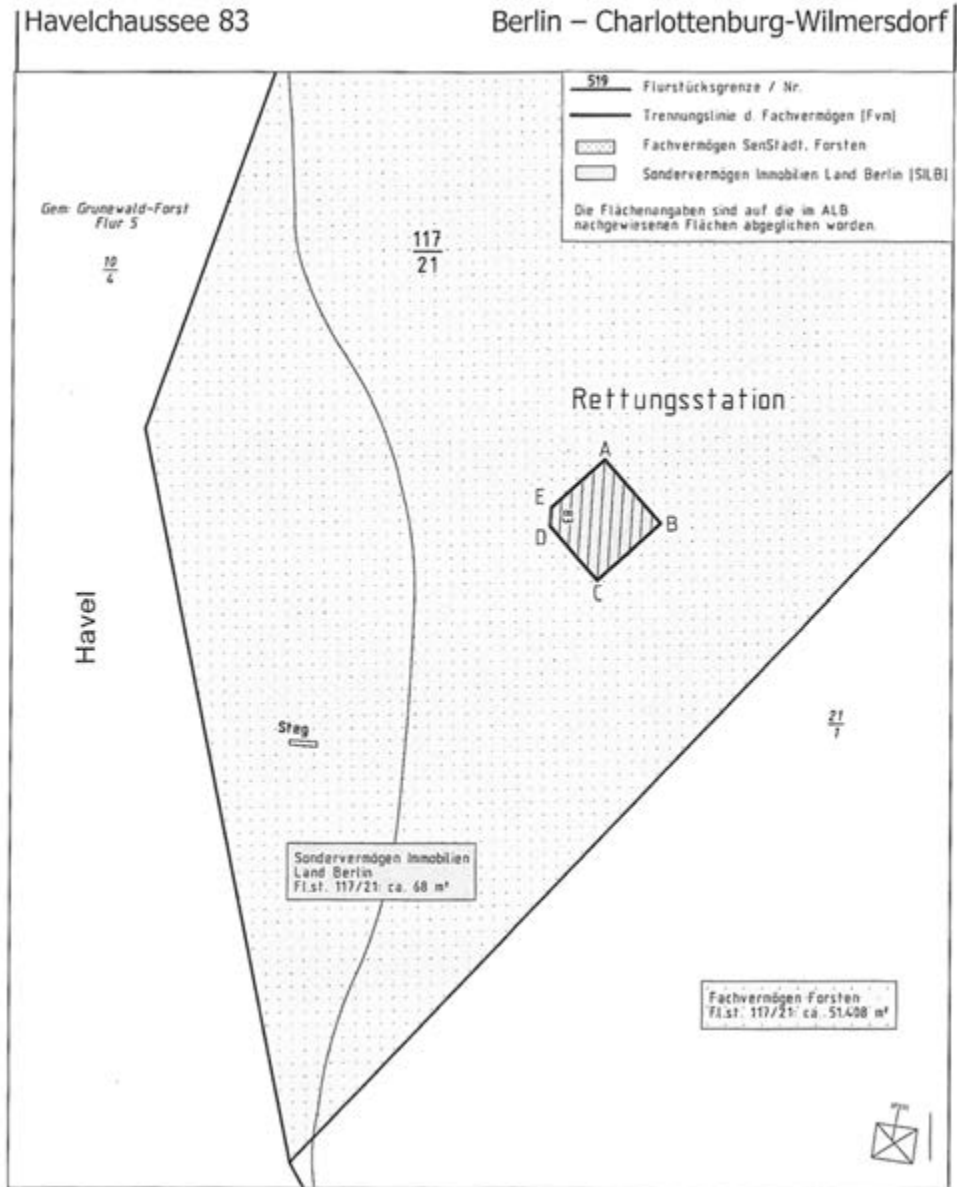 Havelchaussee 83
Berlin – Charlottenburg-Wilmersdorf
519
Flurstücksgrenze / Nr.
Trennungslinie d. Fachvermögen [Fvm]
Fachvermögen SenStadt. Forsten
Sondervermögen Immobilien Land Berlin [SILB]
Die Flächenangaben sind auf die im ALB
nachgewiesenen Flächen abgeglichen worden.
Gem: Grunewald-Forst
Flur 5
10
4
117
21
Rettungsstation
A
E
83
B
D
C
Havel
Steg
21
1
Sondervermögen Immobilien
Land Berlin
Fl.st. 117/21: ca. 68 m²
Fachvermögen Forsten
Fl.st. 117/21: ca. 51.408 m²